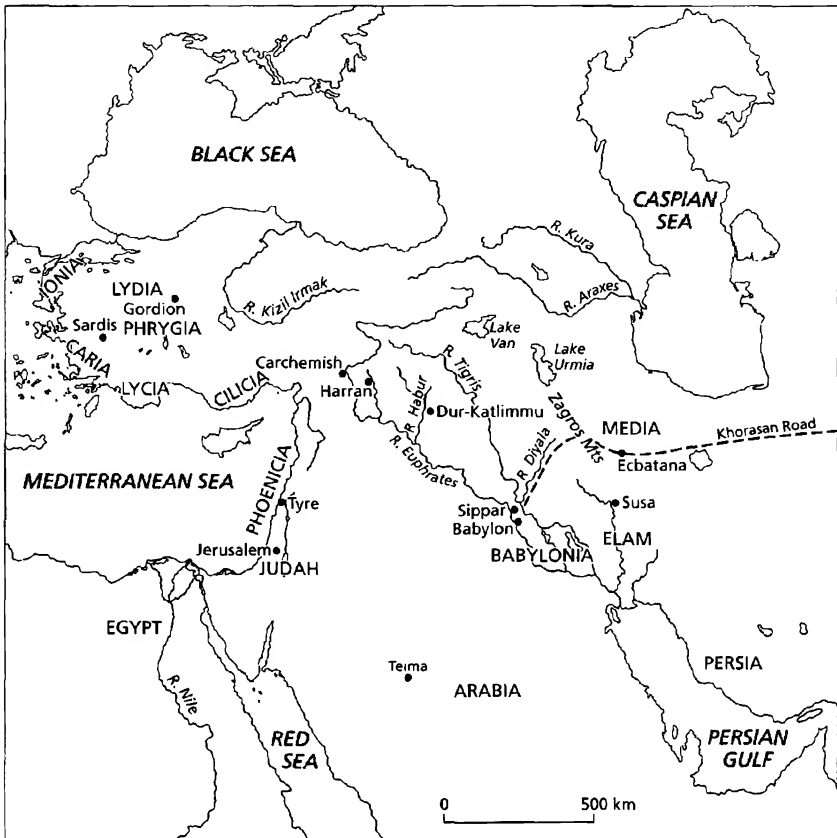 BLACK SEA
CASPIAN
SEA
R. Kura
R. Araxes
IONIA
LYDIA
Gordion
PHRYGIA
Sardis
R. Kizil Irmak
CARIA
LYCIA
CILICIA
Carchemish
Harran
R. Habur
R. Tigris
Lake
Van
Lake
Urmia
Dur-Katlimmu
Zagros Mts
MEDIA
Khorasan Road
Ecbatana
R. Euphrates
R Diyala
MEDITERRANEAN SEA
PHOENICIA
Tyre
Sippar
Babylon
BABYLONIA
Susa
ELAM
Jerusalem
JUDAH
EGYPT
R. Nile
Teima
ARABIA
PERSIA
RED
SEA
PERSIAN
GULF
0 500 km